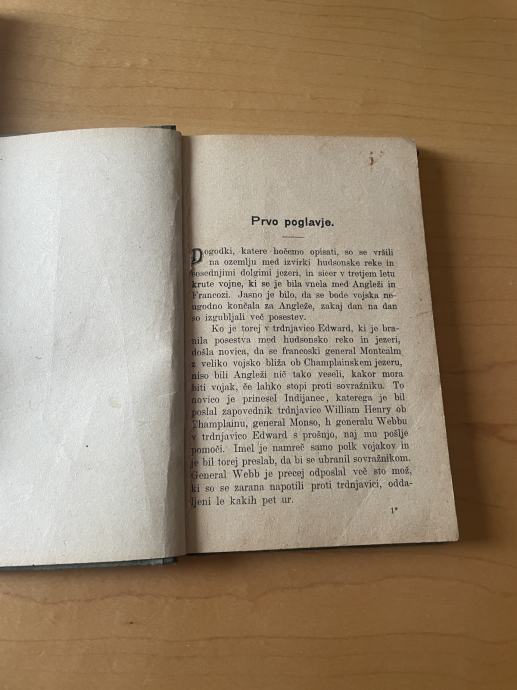 Prvo poglavje.
Dogodki, katere hočemo opisati, so se vršili
na ozemlju med izvirki hudsonske reke in
sosednjimi dolgimi jezeri, in sicer v tretjem letu
krute vojne, ki se je bila vnela med Angleži in
Francozi. Jasno je bilo, da se bode vojska ne-
ugodno končala za Angleže, zakaj dan na dan
so izgubljali več posestev.
Ko je torej v trdnjavico Edward, ki je bra-
nila posestva med hudsonsko reko in jezeri,
došla novica, da se francoski general Montcalm
z veliko vojsko bliža ob Champlainskem jezeru,
niso bili Angleži nič tako veseli, kakor mora
biti vojak, če lahko stopi proti sovražniku. To
novico je prinesel Indijanec, katerega je bil
poslal zapovednik trdnjavice William Henry ob
Champlainu, general Monso, h generalu Webbu
v trdnjavico Edward s prošnjo, naj mu pošlje
pomoči. Imel je namreč samo polk vojakov in
je bil torej preslab, da bi se ubranil sovražnikom.
General Webb je precej odposlal več sto mož,
ki so se zarana napotili proti trdnjavici, odda-
ljeni le kakih pet ur.
1*